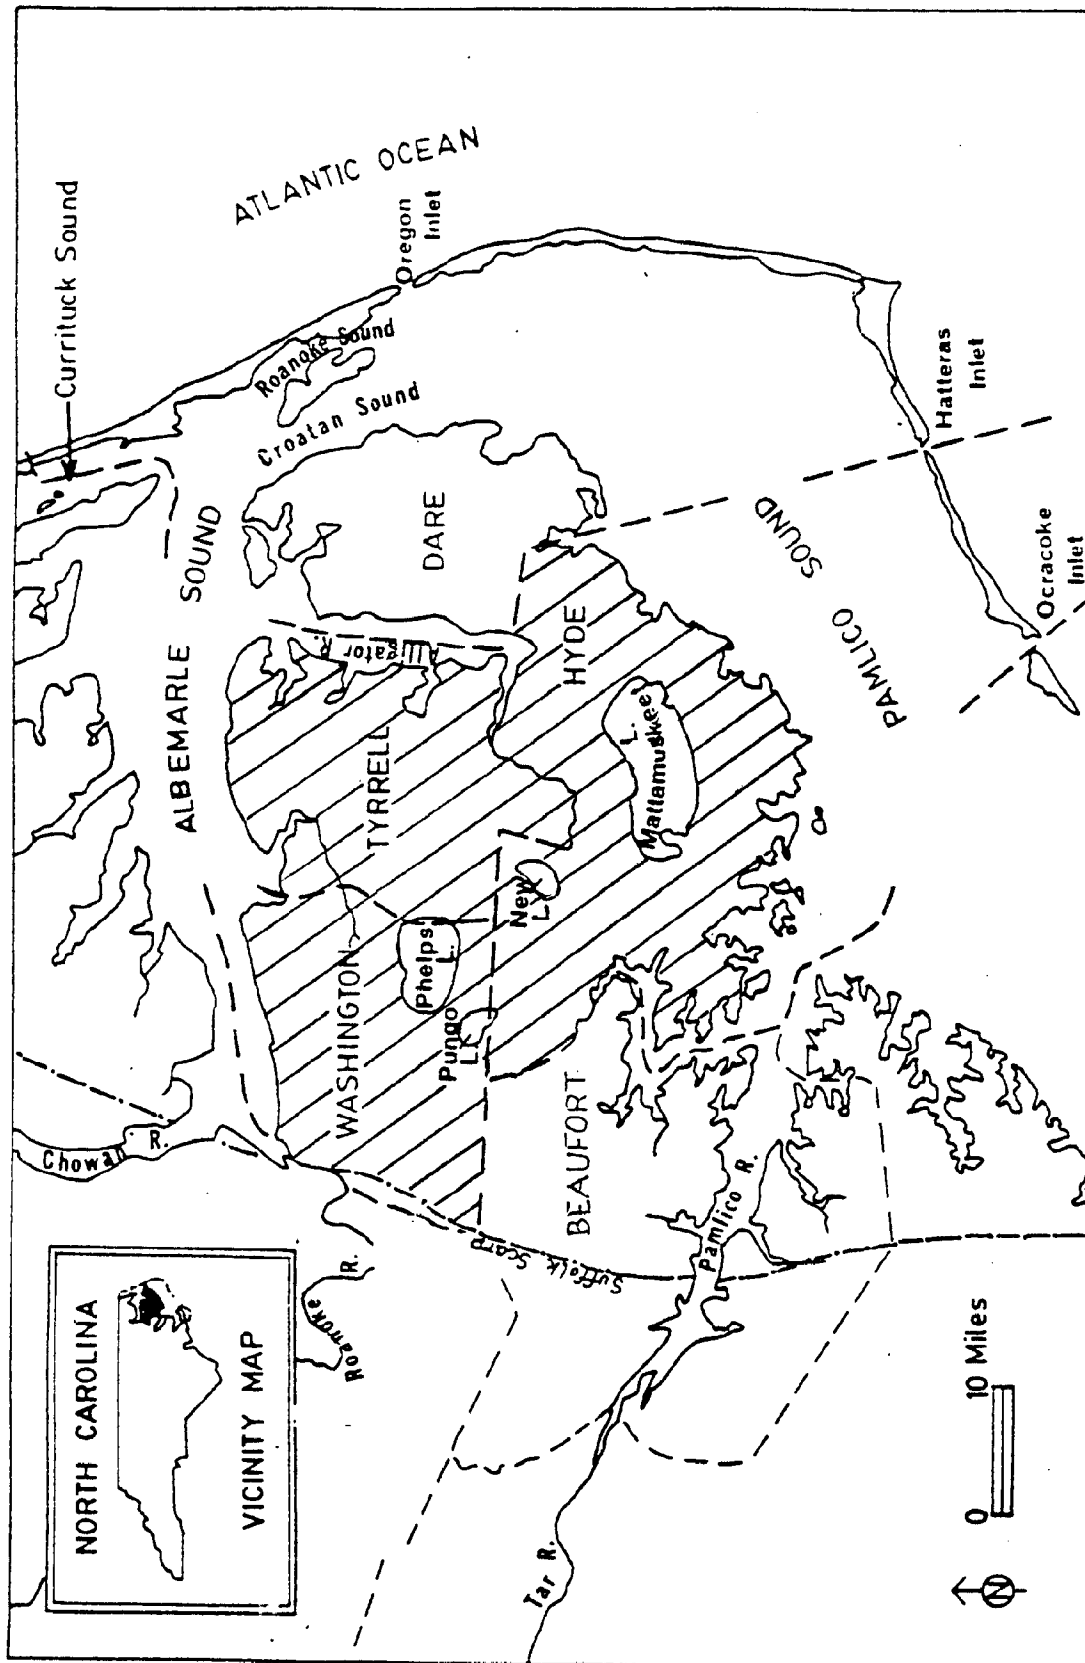 NORTH CAROLINA
VICINITY MAP
Chowan R.
Roanoke R.
Currituck Sound
ALBEMARLE SOUND
ATLANTIC OCEAN
Roanoke Sound
Croatan Sound
Oregon
Inlet
Alligator R.
DARE
TYRRELL
WASHINGTON
Phelps
L.
Pungo
L.
New
L.
HYDE
L.
Mattamuskee
BEAUFORT
Suffolk Scarp
Pamlico R.
Tar R.
PAMLICO SOUND
Hatteras
Inlet
Ocracoke
Inlet
0 10 Miles
N